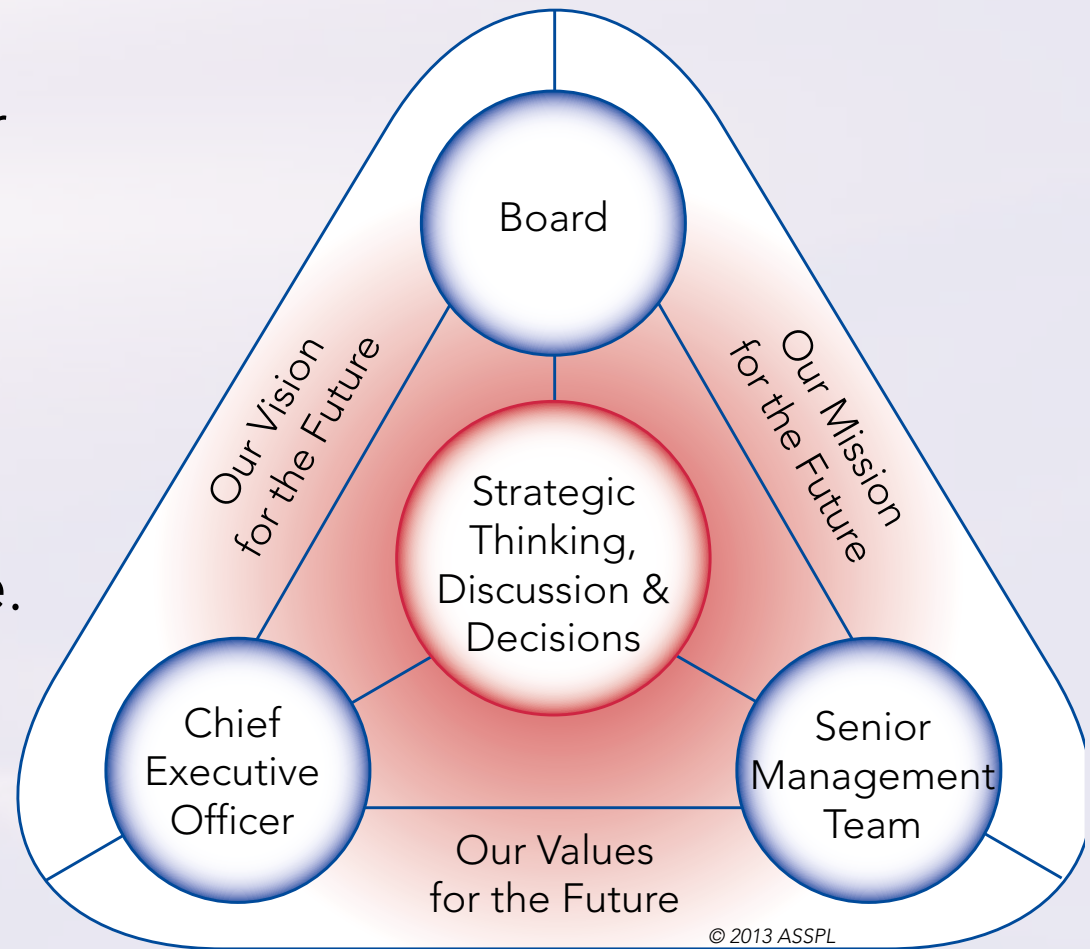 Board
Our Vision
for the Future
Our Mission
for the Future
Strategic
Thinking,
Discussion &
Decisions
Chief
Executive
Officer
Senior
Management
Team
Our Values
for the Future
© 2013 ASSPL